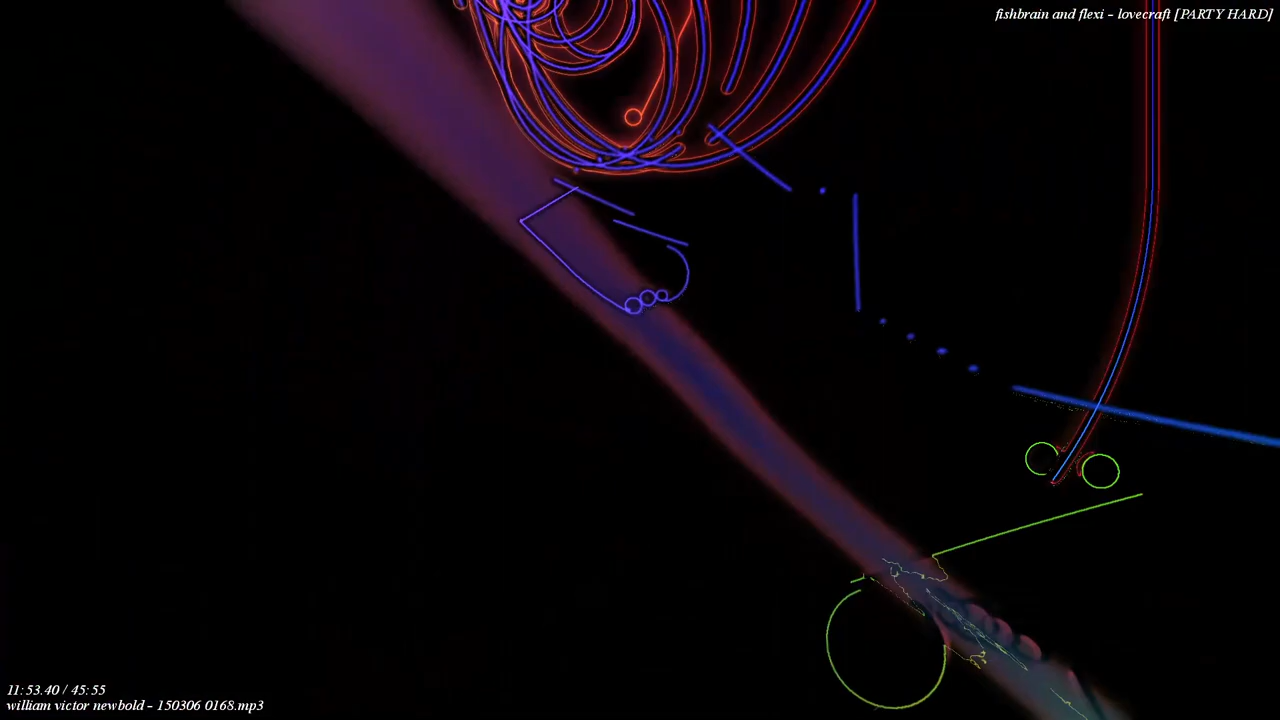 fishbrain and flexi - lovecraft [PARTY HARD]
11:53.40 / 45:55
william victor newbold - 150306 0168.mp3